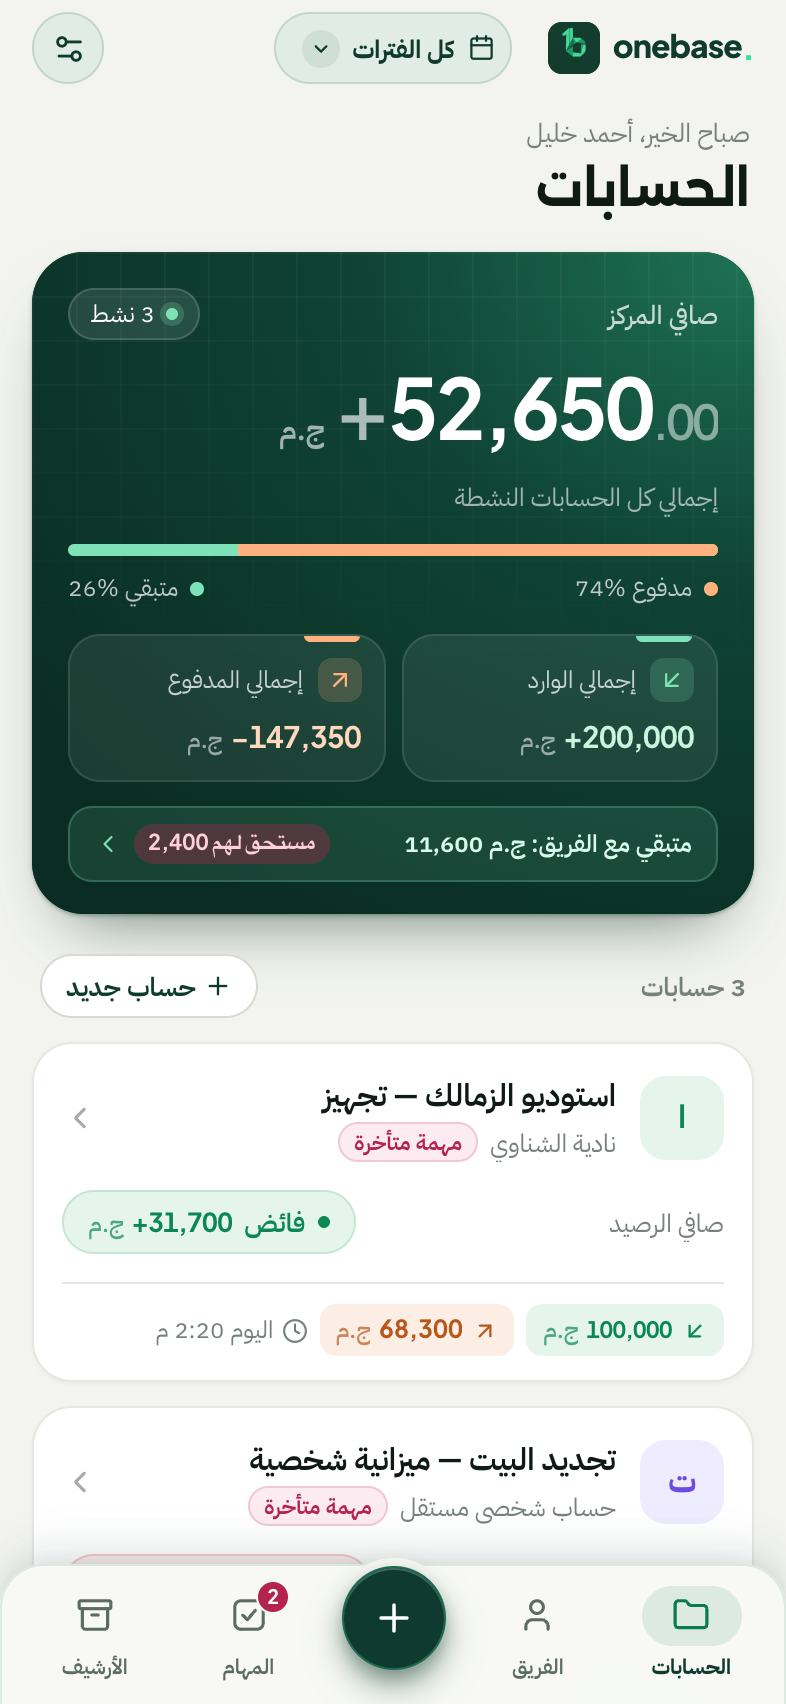 onebase.
كل الفترات
صباح الخير، أحمد خليل
الحسابات
صافي المركز
3 نشط
+52,650.00 ج.م
إجمالي كل الحسابات النشطة
مدفوع 74%
متبقي 26%
إجمالي الوارد
+200,000 ج.م
إجمالي المدفوع
−147,350 ج.م
متبقي مع الفريق: ج.م 11,600
مستحق لهم 2,400
3 حسابات
حساب جديد
ا
استوديو الزمالك — تجهيز
نادية الشناوي
مهمة متأخرة
صافي الرصيد
فائض +31,700 ج.م
100,000 ج.م
68,300 ج.م
اليوم 2:20 م
ت
تجديد البيت — ميزانية شخصية
حساب شخصي مستقل
مهمة متأخرة
الحسابات
الفريق
2
المهام
الأرشيف